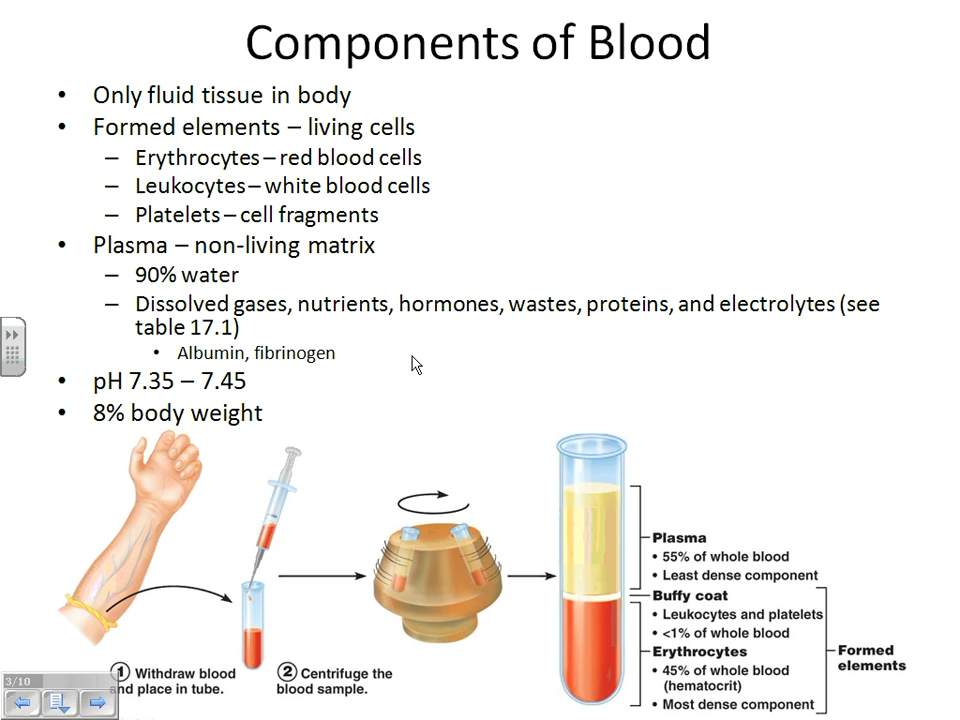 Components of Blood
• Only fluid tissue in body
• Formed elements – living cells
– Erythrocytes – red blood cells
– Leukocytes – white blood cells
– Platelets – cell fragments
• Plasma – non-living matrix
– 90% water
– Dissolved gases, nutrients, hormones, wastes, proteins, and electrolytes (see
table 17.1)
• Albumin, fibrinogen
• pH 7.35 – 7.45
• 8% body weight
1 Withdraw blood
and place in tube.
2 Centrifuge the
blood sample.
Plasma
• 55% of whole blood
• Least dense component
Buffy coat
• Leukocytes and platelets
• <1% of whole blood
Erythrocytes
• 45% of whole blood
(hematocrit)
• Most dense component
Formed
elements
3/10